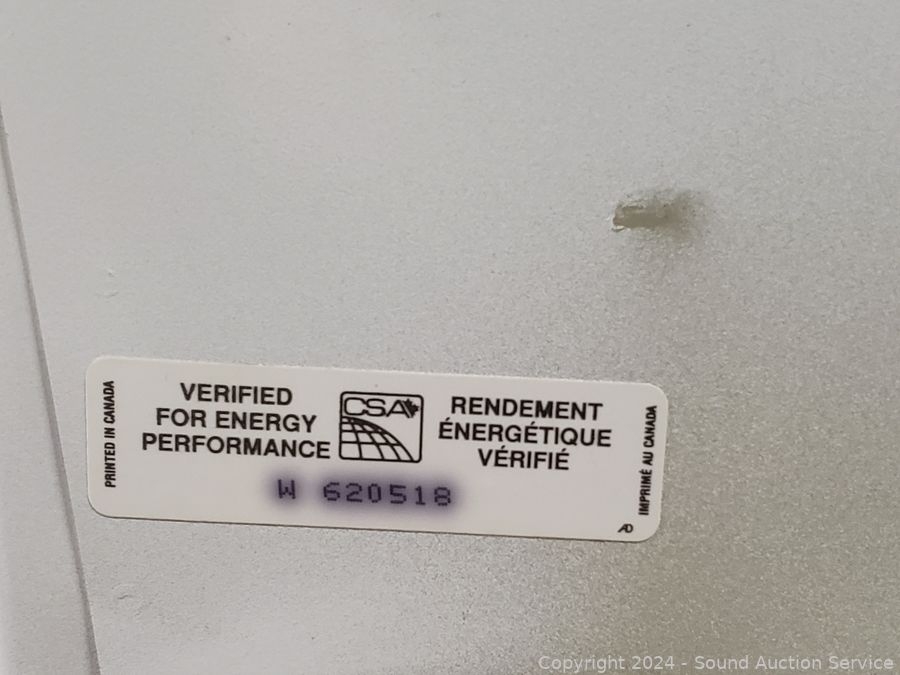 PRINTED IN CANADA
VERIFIED
FOR ENERGY
PERFORMANCE
CSA
RENDEMENT
ÉNERGÉTIQUE
VÉRIFIÉ
W 620518
IMPRIMÉ AU CANADA
AD
Copyright 2024 - Sound Auction Service